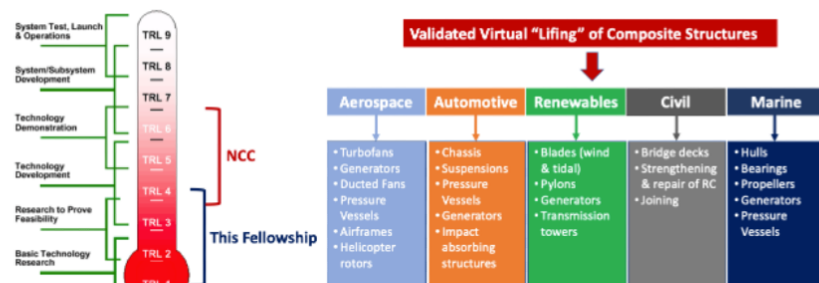 System Test, Launch
& Operations
System/Subsystem
Development
Technology
Demonstration
Technology
Development
Research to Prove
Feasibility
Basic Technology
Research
TRL 9
TRL 8
TRL 7
TRL 6
TRL 5
TRL 4
TRL 3
TRL 2
NCC
This Fellowship
Validated Virtual “Lifing” of Composite Structures
Aerospace
• Turbofans
• Generators
• Ducted Fans
• Pressure
Vessels
• Airframes
• Helicopter
rotors
Automotive
• Chassis
• Suspensions
• Pressure
Vessels
• Generators
• Impact
absorbing
structures
Renewables
• Blades (wind
& tidal)
• Pylons
• Generators
• Transmission
towers
Civil
• Bridge decks
• Strengthening
& repair of RC
• Joining
Marine
• Hulls
• Bearings
• Propellers
• Generators
• Pressure
Vessels